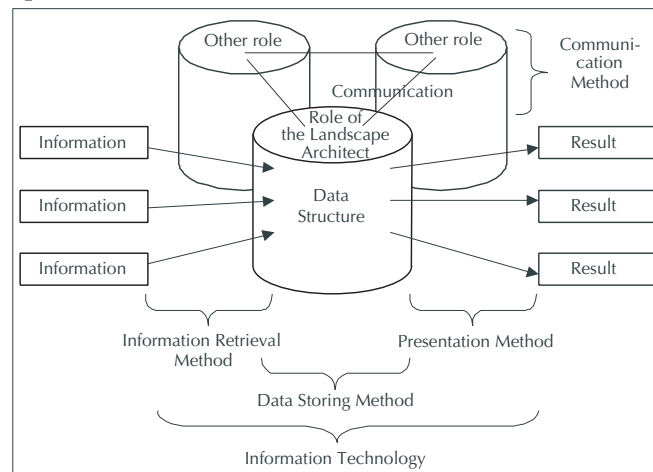 Other role
Other role
Communi-
cation
Method
Communication
Role of
the Landscape
Architect
Information
Result
Data
Structure
Information
Result
Information
Result
Information Retrieval
Method
Presentation Method
Data Storing Method
Information Technology